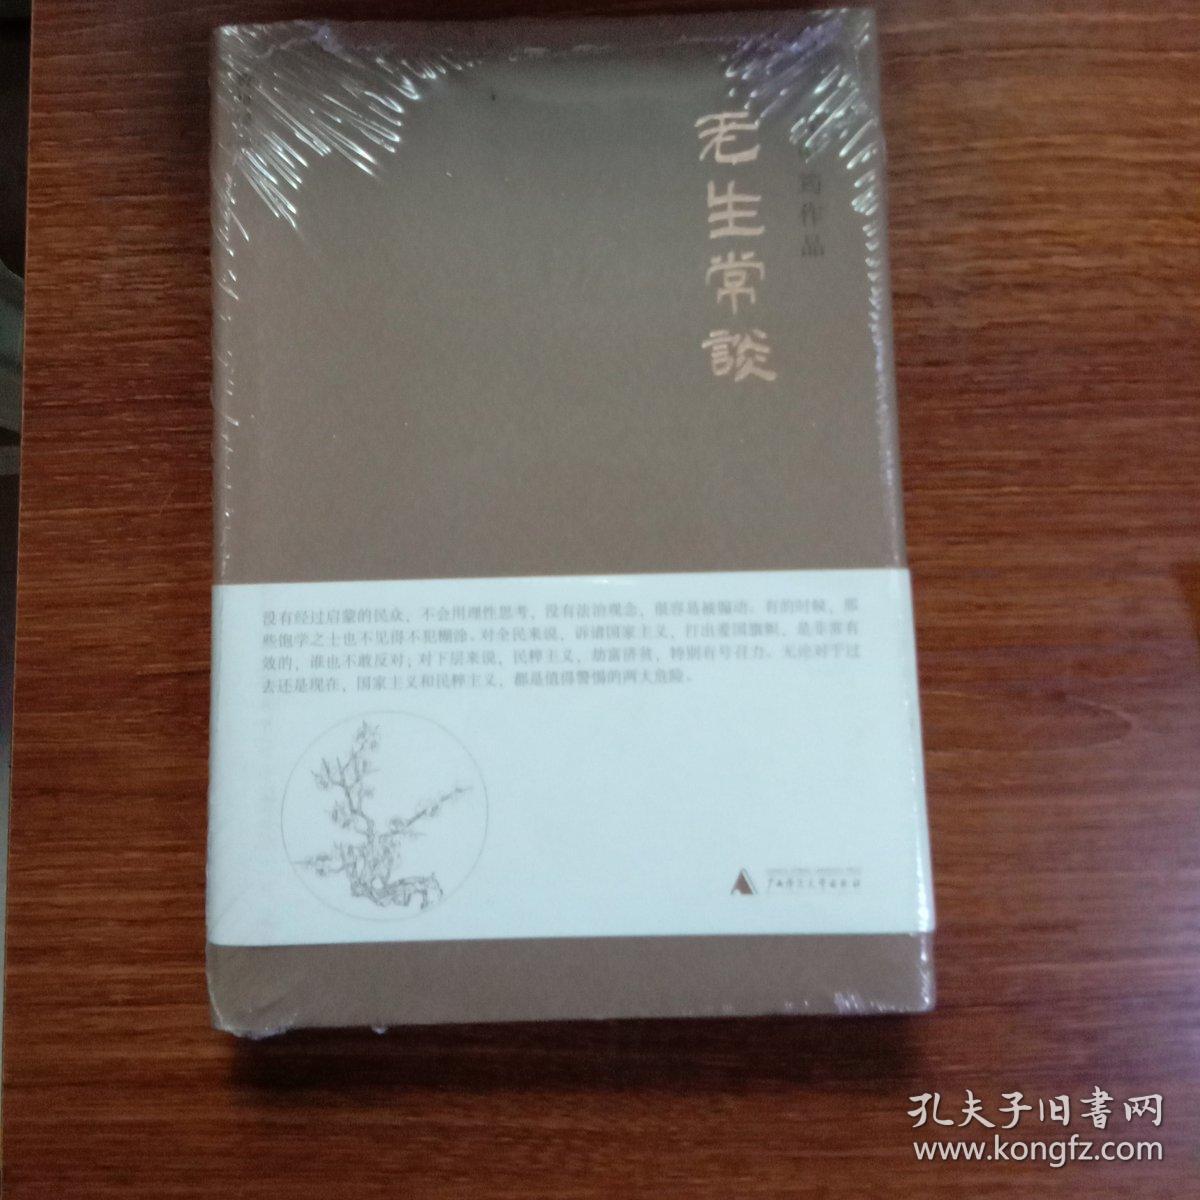 毛生常談
筠作品
没有经过启蒙的民众，不会用理性思考，没有法治观念，很容易被骗动；有的时候，那
些饱学之士也不见得不犯糊涂。对全民来说，诉诸国家主义，打出爱国旗帜，是非常有
效的，谁也不敢反对；对下层来说，民粹主义，劫富济贫，特别有号召力。无论对于过
去还是现在，国家主义和民粹主义，都是值得警惕的两大危险。
广西师范大学出版社
孔夫子旧書网
www.kongfz.com